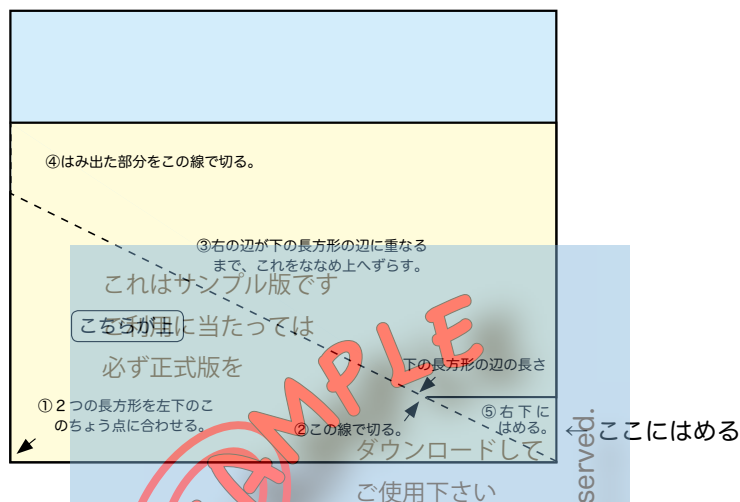 ④はみ出た部分をこの線で切る。
③右の辺が下の長方形の辺に重なる
まで、これをななめ上へずらす。
これはサンプル版です
こちらが上
ご利用に当たっては
必ず正式版を
下の長方形の辺の長さ
①２つの長方形を左下のこ
のちょう点に合わせる。
②この線で切る。
⑤右下に
はめる。
←ここにはめる
ダウンロードして
ご使用下さい
SAMPLE
served.